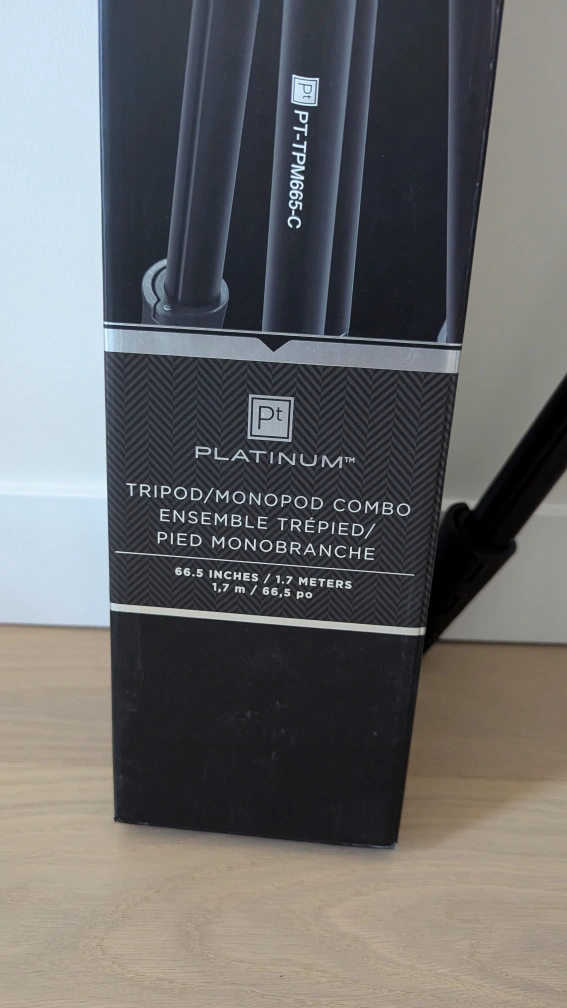 Pt PT-TPM665-C
Pt
PLATINUM™
TRIPOD/MONOPOD COMBO
ENSEMBLE TRÉPIED/
PIED MONOBRANCHE
66.5 INCHES / 1.7 METERS
1,7 m / 66,5 po